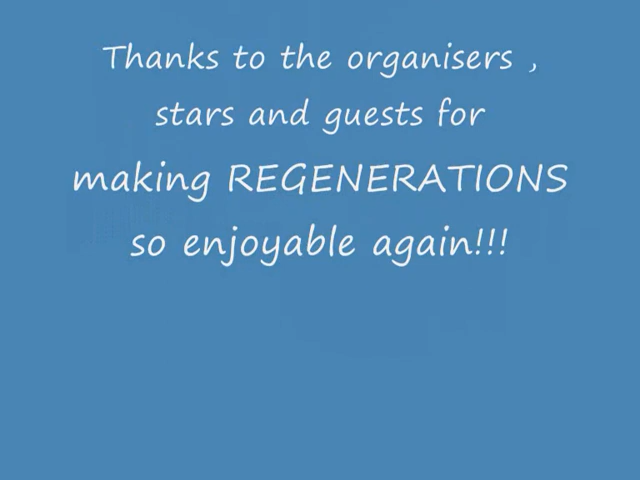 Thanks to the organisers ,
stars and guests for
making REGENERATIONS
so enjoyable again!!!